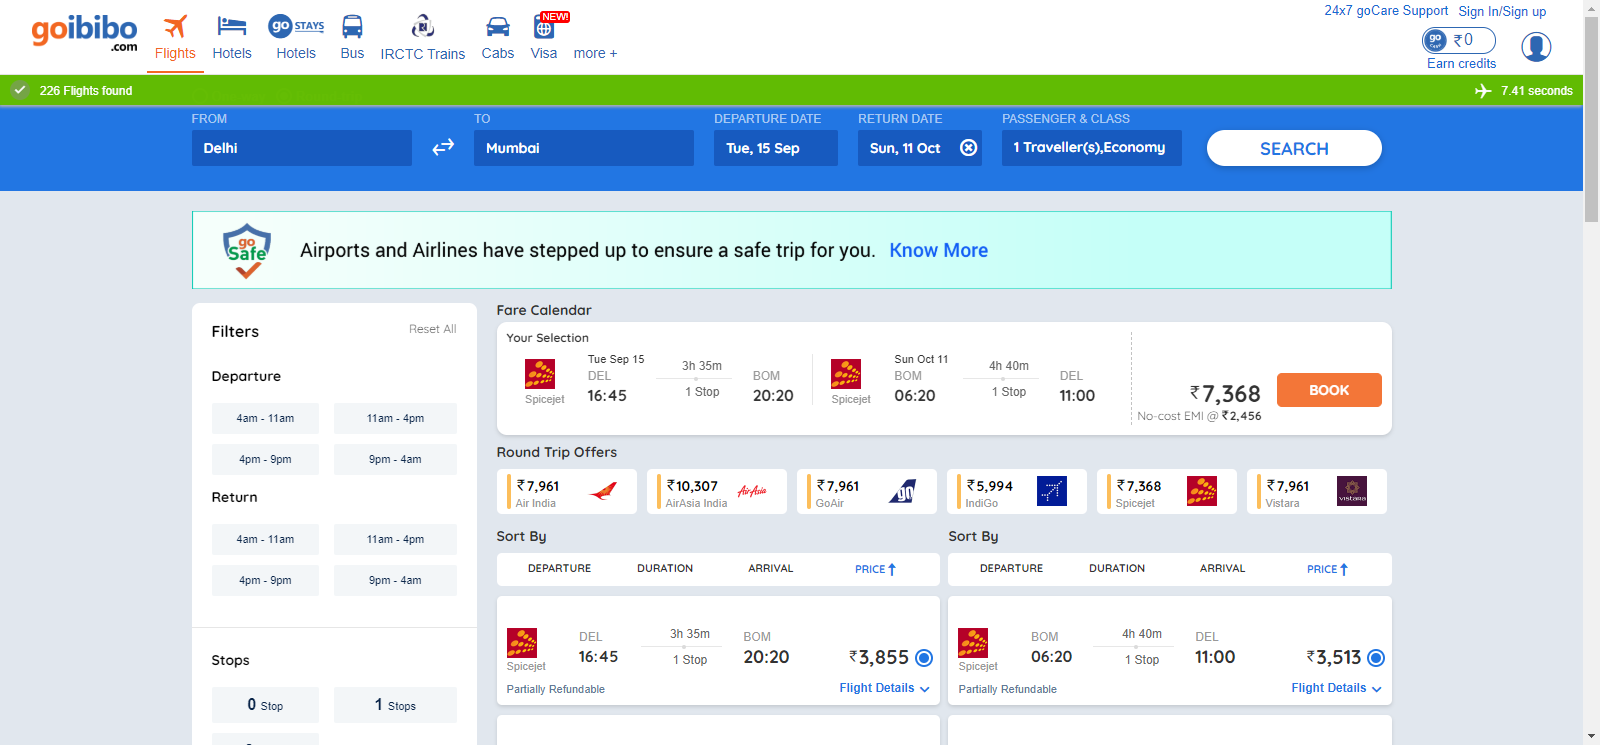 goibibo
.com
Flights
Hotels
go STAYS
Hotels
Bus
IRCTC Trains
Cabs
NEW!
Visa
more +
24x7 goCare Support
Sign In/Sign up
go CASH ₹0
Earn credits
226 Flights found
7.41 seconds
FROM
Delhi
TO
Mumbai
DEPARTURE DATE
Tue, 15 Sep
RETURN DATE
Sun, 11 Oct
PASSENGER & CLASS
1 Traveller(s),Economy
SEARCH
go Safe
Airports and Airlines have stepped up to ensure a safe trip for you. Know More
Filters
Reset All
Departure
4am - 11am
11am - 4pm
4pm - 9pm
9pm - 4am
Return
4am - 11am
11am - 4pm
4pm - 9pm
9pm - 4am
Stops
0 Stop
1 Stops
Fare Calendar
Your Selection
Spicejet
Tue Sep 15
DEL
16:45
3h 35m
1 Stop
BOM
20:20
Spicejet
Sun Oct 11
BOM
06:20
4h 40m
1 Stop
DEL
11:00
₹7,368
No-cost EMI @ ₹2,456
BOOK
Round Trip Offers
₹7,961
Air India
₹10,307
AirAsia India
AirAsia
₹7,961
GoAir
go
₹5,994
IndiGo
₹7,368
Spicejet
₹7,961
Vistara
VISTARA
Sort By
DEPARTURE
DURATION
ARRIVAL
PRICE
Spicejet
DEL
16:45
3h 35m
1 Stop
BOM
20:20
₹3,855
Partially Refundable
Flight Details
Sort By
DEPARTURE
DURATION
ARRIVAL
PRICE
Spicejet
BOM
06:20
4h 40m
1 Stop
DEL
11:00
₹3,513
Partially Refundable
Flight Details